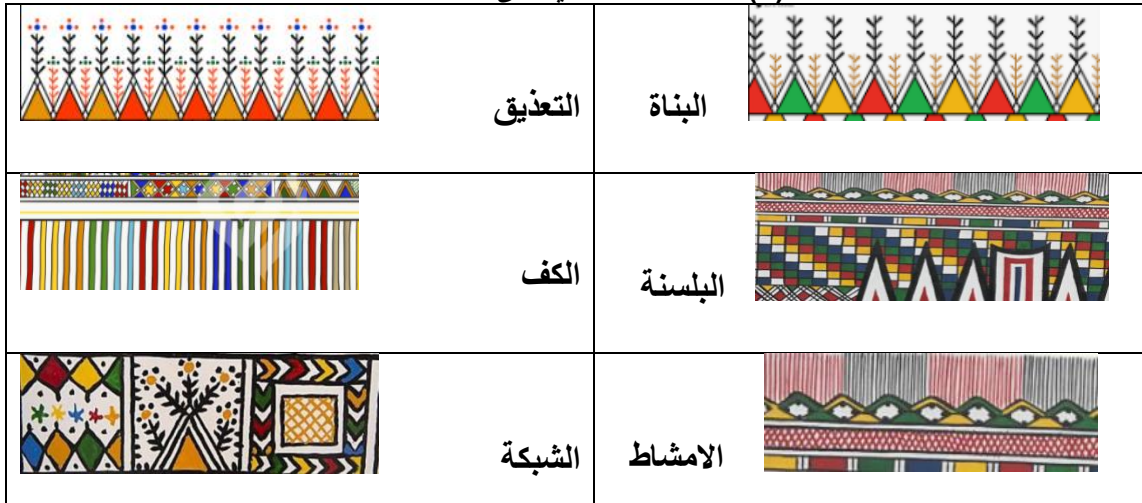 البناة
التعذيق
البلسنة
الكف
الامشاط
الشبكة